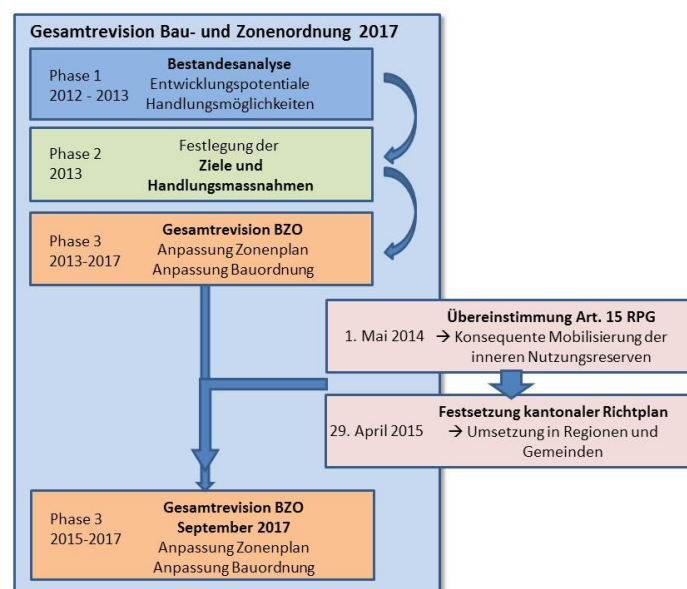 Gesamtrevision Bau- und Zonenordnung 2017
Phase 1
2012 - 2013
Bestandesanalyse
Entwicklungspotentiale
Handlungsmöglichkeiten
Phase 2
2013
Festlegung der
Ziele und
Handlungsmassnahmen
Phase 3
2013-2017
Gesamtrevision BZO
Anpassung Zonenplan
Anpassung Bauordnung
1. Mai 2014
Übereinstimmung Art. 15 RPG
→ Konsequente Mobilisierung der
inneren Nutzungsreserven
29. April 2015
Festsetzung kantonaler Richtplan
→ Umsetzung in Regionen und
Gemeinden
Phase 3
2015-2017
Gesamtrevision BZO
September 2017
Anpassung Zonenplan
Anpassung Bauordnung